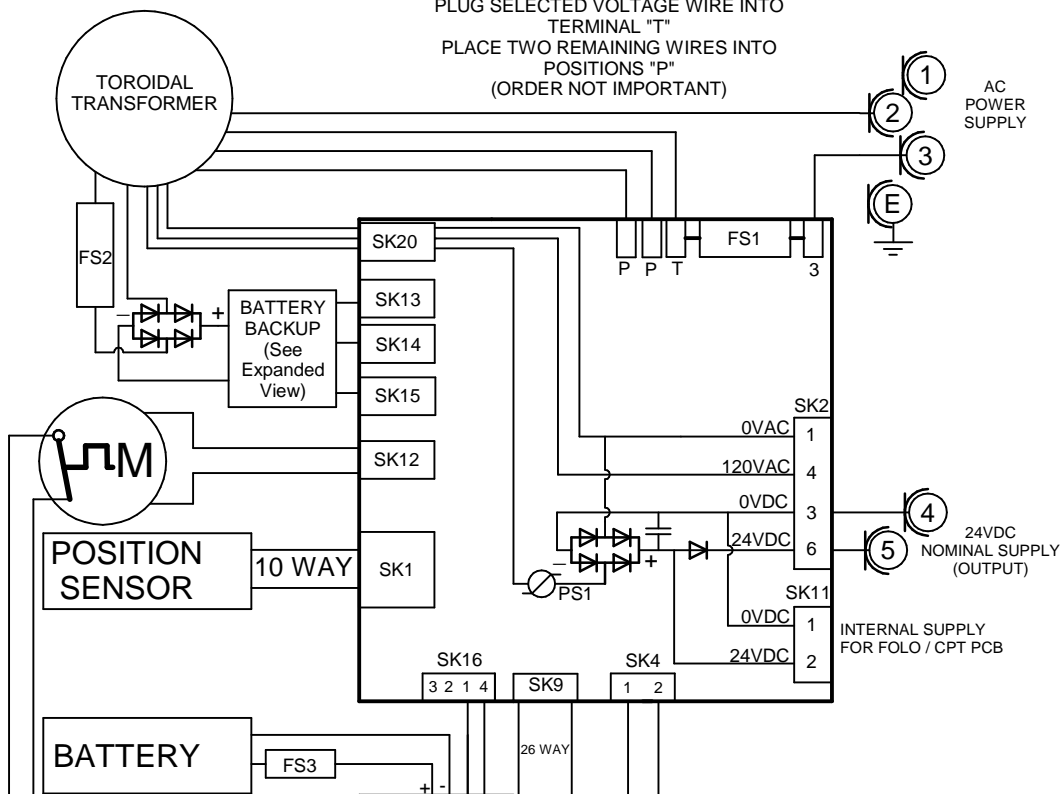 PLUG SELECTED VOLTAGE WIRE INTO
TERMINAL "T"
PLACE TWO REMAINING WIRES INTO
POSITIONS "P"
(ORDER NOT IMPORTANT)
TOROIDAL
TRANSFORMER
1
2
3
E
AC
POWER
SUPPLY
FS2
SK20
P P T
FS1
3
SK13
SK14
SK15
BATTERY
BACKUP
(See
Expanded
View)
– +
M
SK12
SK2
0VAC 1
120VAC 4
0VDC 3
24VDC 6
4
5
24VDC
NOMINAL SUPPLY
(OUTPUT)
POSITION
SENSOR
10 WAY
SK1
– +
PS1
SK11
0VDC 1
24VDC 2
INTERNAL SUPPLY
FOR FOLO / CPT PCB
SK16
3 2 1 4
SK9
SK4
1 2
26 WAY
BATTERY
FS3
+ -